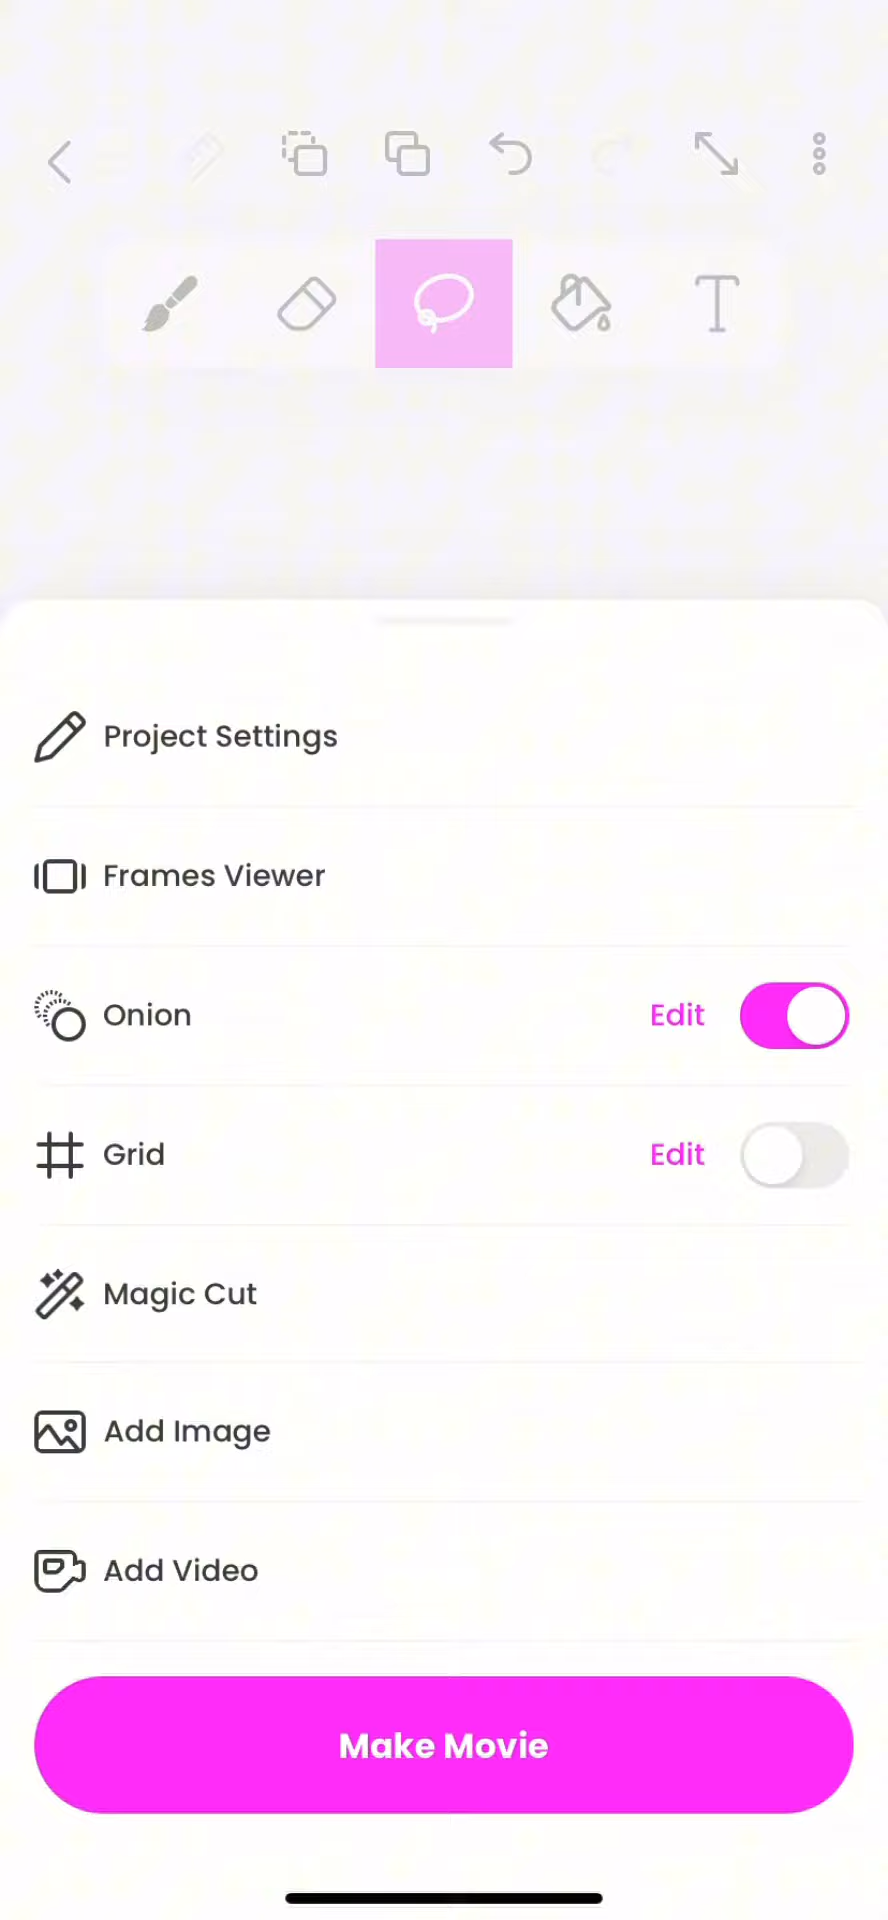 Project Settings
Frames Viewer
Onion Edit
Grid Edit
Magic Cut
Add Image
Add Video
Make Movie